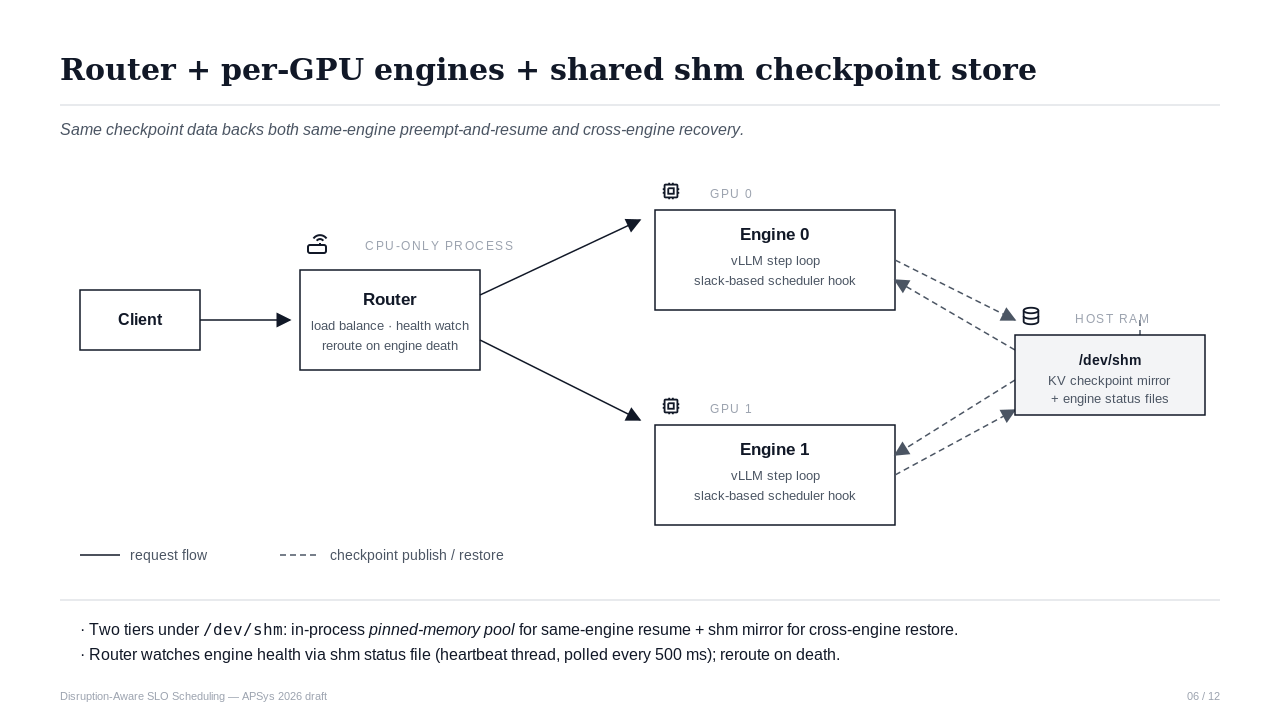 Router + per-GPU engines + shared shm checkpoint store
Same checkpoint data backs both same-engine preempt-and-resume and cross-engine recovery.
GPU 0
CPU-ONLY PROCESS
Engine 0
vLLM step loop
slack-based scheduler hook
Client
Router
load balance · health watch
reroute on engine death
HOST RAM
/dev/shm
KV checkpoint mirror
+ engine status files
GPU 1
Engine 1
vLLM step loop
slack-based scheduler hook
request flow
checkpoint publish / restore
· Two tiers under /dev/shm: in-process pinned-memory pool for same-engine resume + shm mirror for cross-engine restore.
· Router watches engine health via shm status file (heartbeat thread, polled every 500 ms); reroute on death.
Disruption-Aware SLO Scheduling — APSys 2026 draft
06 / 12